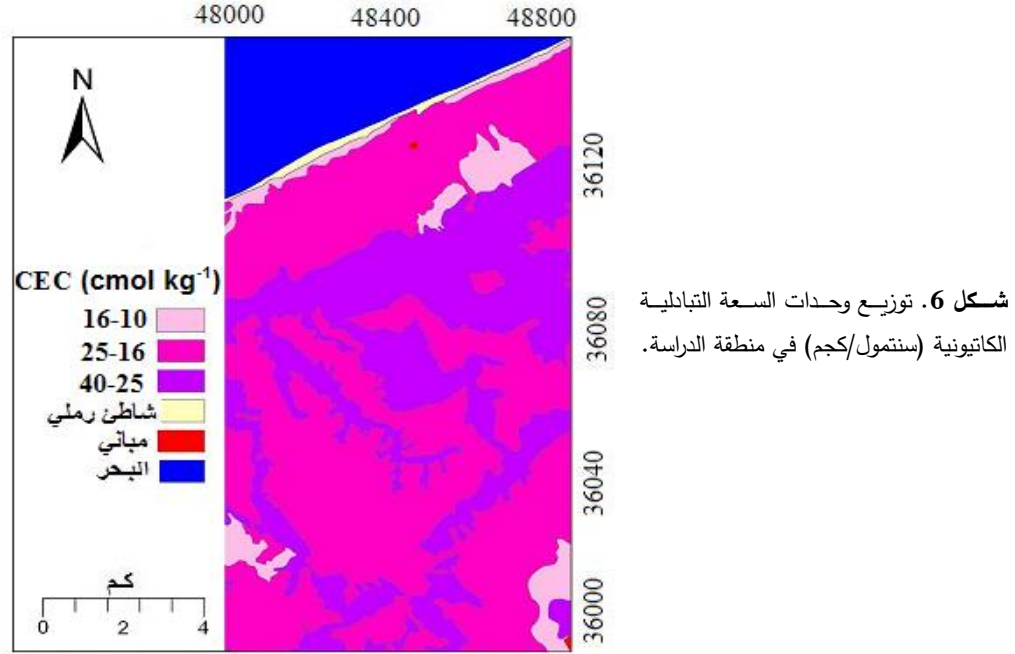 48000 48400 48800
N
36120
36080
36040
36000
CEC (cmol kg-1)
16-10
25-16
40-25
شاطئ رملي
مباني
البحر
كم
0 2 4
شكل 6. توزيع وحدات السعة التبادلية
الكاتيونية (سنتمول/كجم) في منطقة الدراسة.